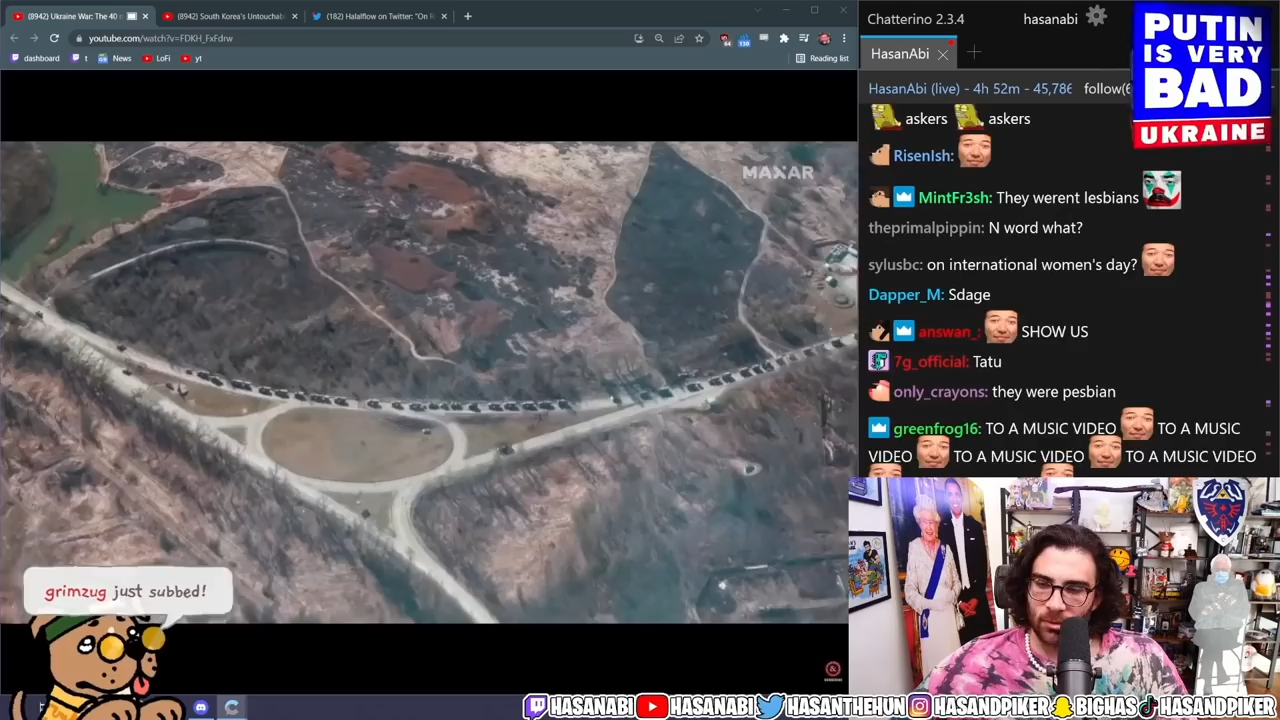 (8942) Ukraine War: The 40
(8942) South Korea's Untouchab
(182) Halalflow on Twitter: "On F
youtube.com/watch?v=FDKH_FxFdrw
64
130
dashboard
t
News
LoFi
yt
Reading list
MAXAR
grimzug just subbed!
Chatterino 2.3.4
hasanabi
HasanAbi
HasanAbi (live) - 4h 52m - 45,786
follow(6
PUTIN
IS VERY
BAD
UKRAINE
askers askers
RisenIsh:
MintFr3sh: They werent lesbians
theprimalpippin: N word what?
sylusbc: on international women's day?
Dapper_M: Sdage
answan_: SHOW US
7g_official: Tatu
only_crayons: they were pesbian
greenfrog16: TO A MUSIC VIDEO TO A MUSIC
VIDEO TO A MUSIC VIDEO TO A MUSIC VIDEO
HASANABI HASANABI HASANTHEHUN HASANDPIKER BIGHAS HASANDPIKER